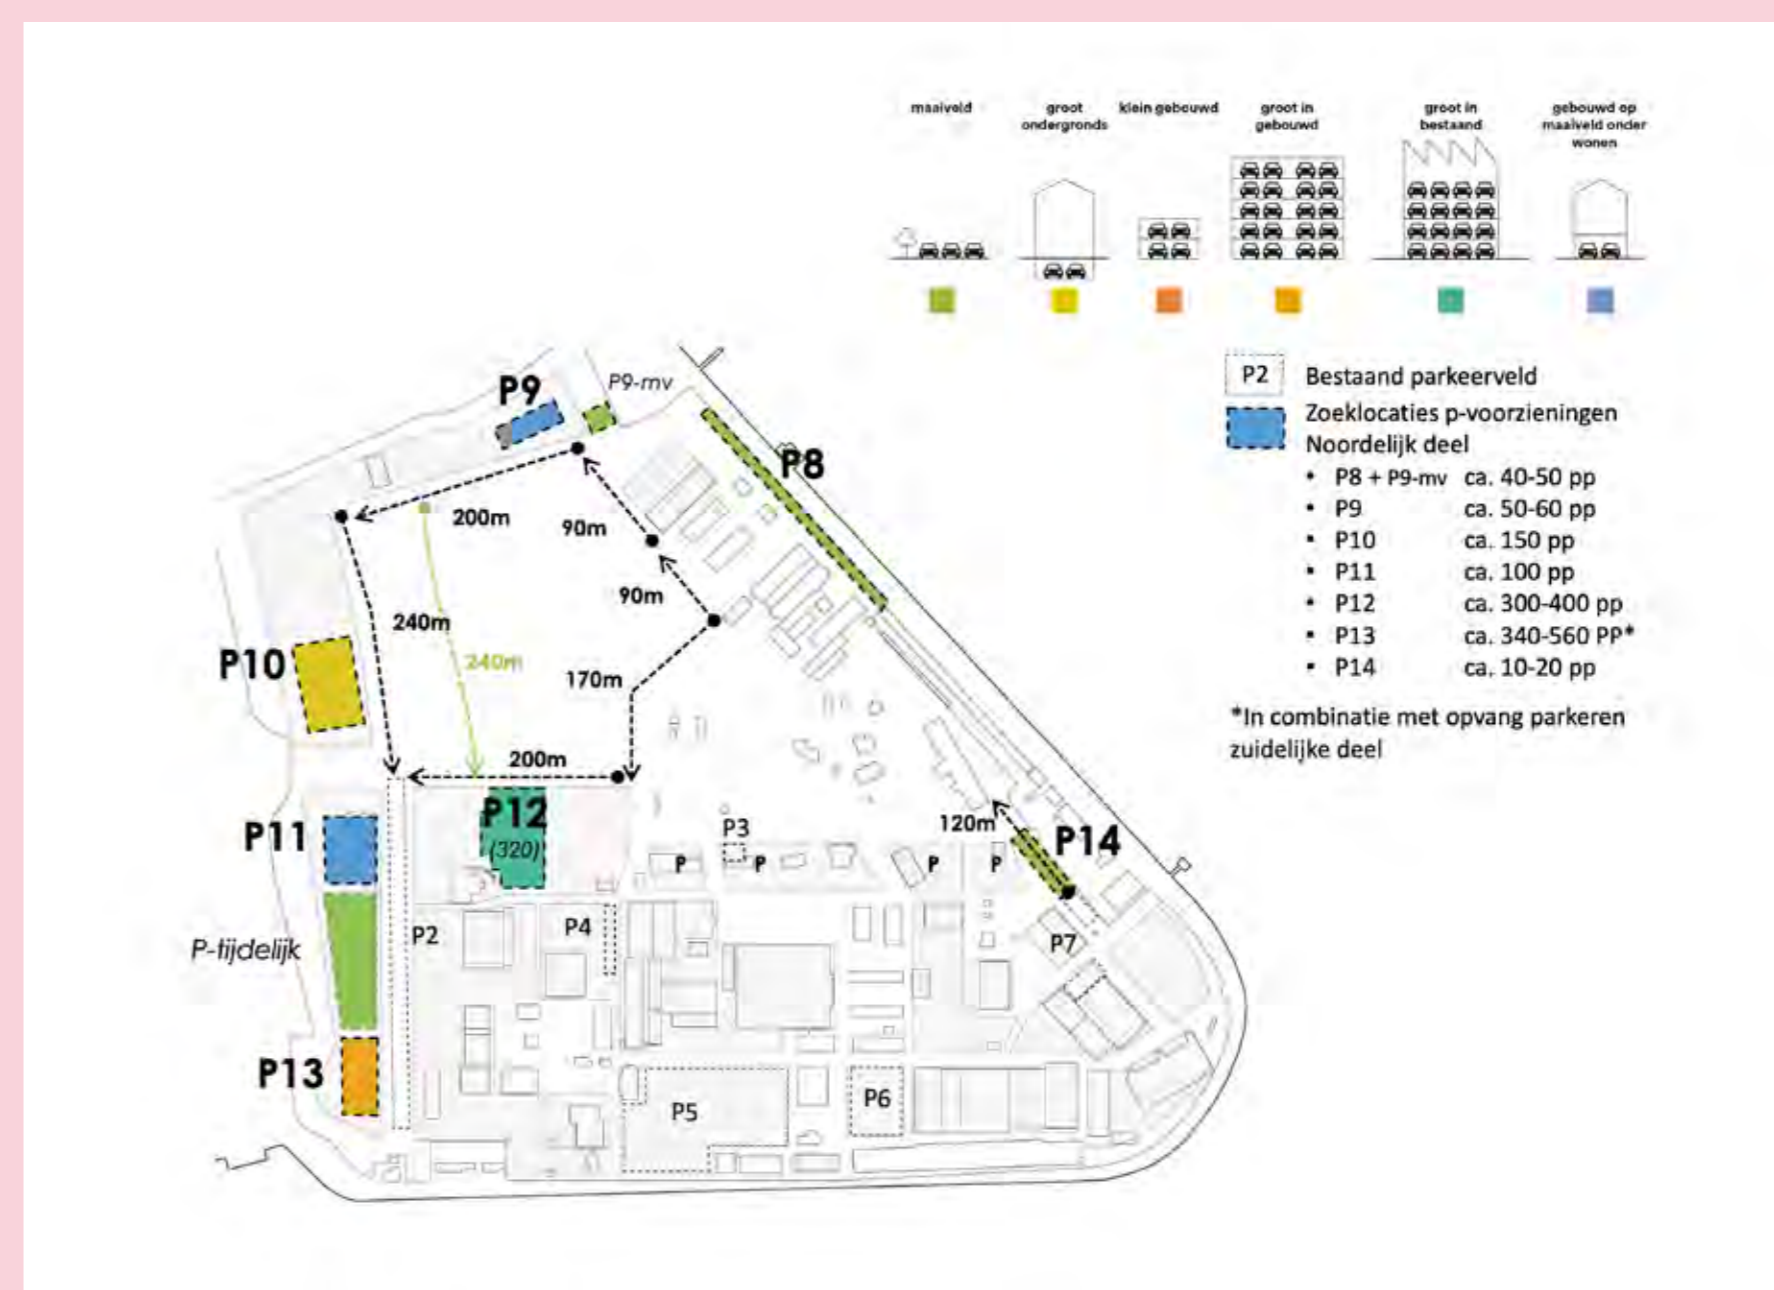 maaiveld
groot
ondergronds
klein gebouwd
groot in
gebouwd
groot in
bestaand
gebouwd op
maaiveld onder
wonen
P2 Bestaand parkeerveld
Zoeklocaties p-voorzieningen
Noordelijk deel
• P8 + P9-mv ca. 40-50 pp
• P9 ca. 50-60 pp
• P10 ca. 150 pp
• P11 ca. 100 pp
• P12 ca. 300-400 pp
• P13 ca. 340-560 PP*
• P14 ca. 10-20 pp
*In combinatie met opvang parkeren
zuidelijke deel
P9
P9-mv
P8
200m
90m
90m
240m
240m
170m
P10
200m
P12
(320)
P11
P3
120m
P14
P
P
P
P
P-tijdelijk
P2
P4
P7
P13
P5
P6